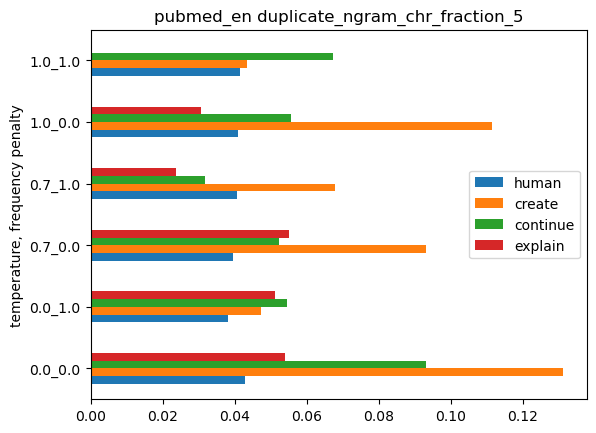 pubmed_en duplicate_ngram_chr_fraction_5
temperature, frequency penalty
1.0_1.0
1.0_0.0
0.7_1.0
0.7_0.0
0.0_1.0
0.0_0.0
human
create
continue
explain
0.00 0.02 0.04 0.06 0.08 0.10 0.12